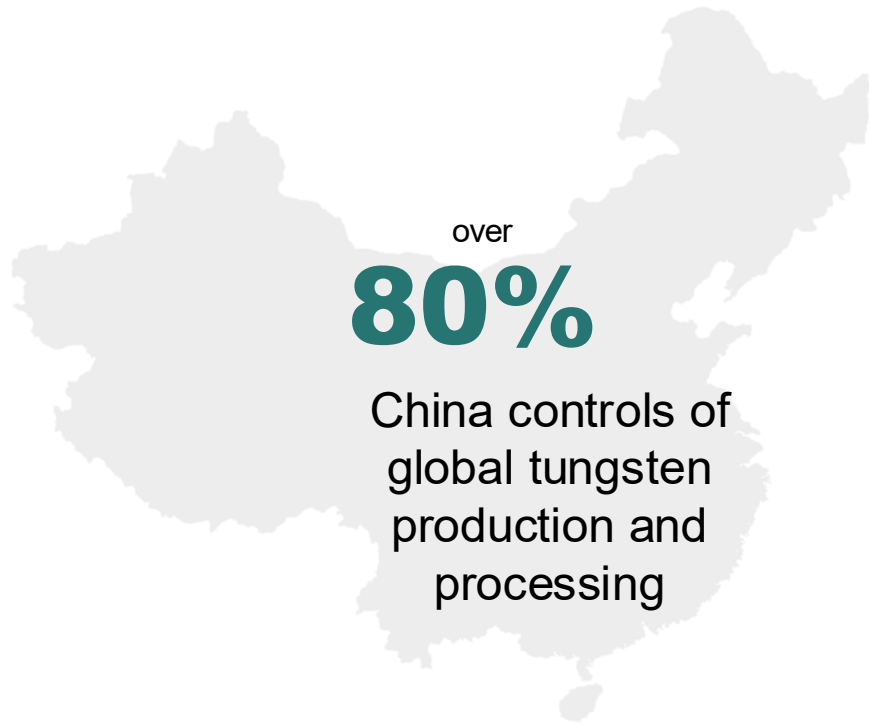 over
80%
China controls of
global tungsten
production and
processing